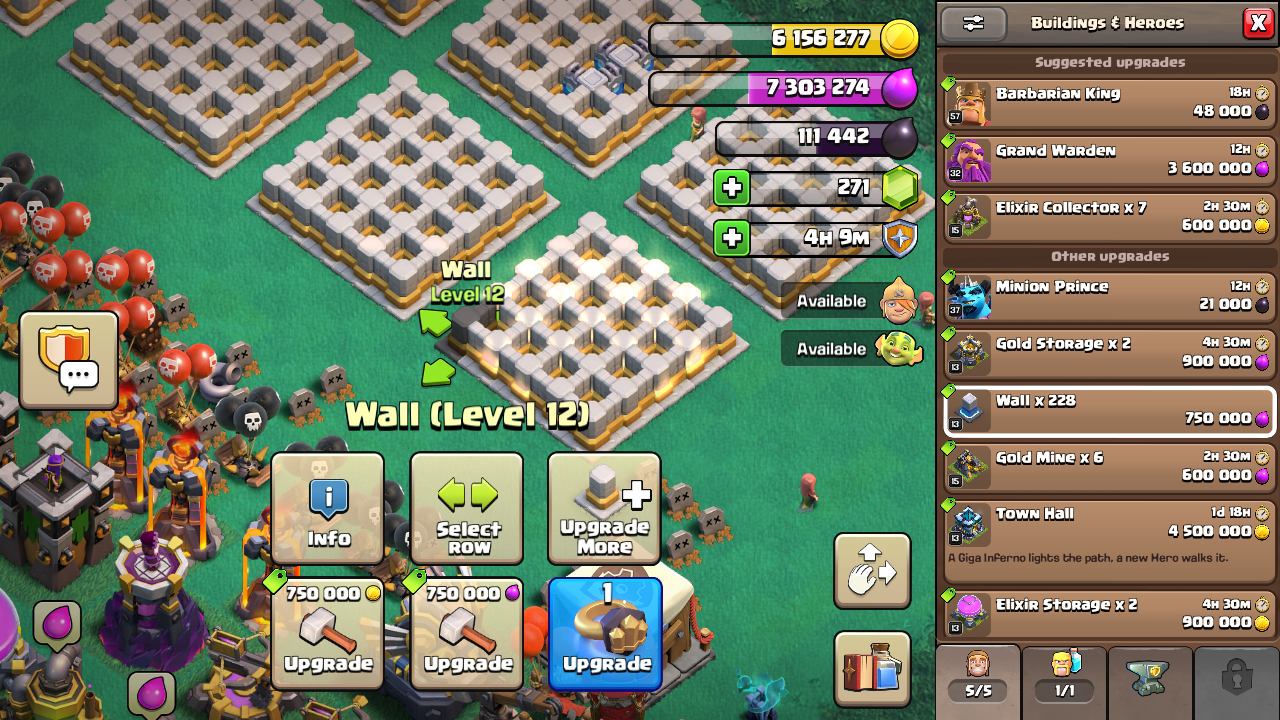 6 156 277
7 303 274
111 442
271
4H 9M
Available
Available
Wall
Level 12
Wall (Level 12)
Info
Select
Row
Upgrade
More
750 000
Upgrade
750 000
Upgrade
1
Upgrade
Buildings & Heroes
X
Suggested upgrades
Barbarian King
18H
57
48 000
Grand Warden
12H
32
3 600 000
Elixir Collector x 7
2H 30M
15
600 000
Other upgrades
Minion Prince
12H
37
21 000
Gold Storage x 2
4H 30M
13
900 000
Wall x 228
13
750 000
Gold Mine x 6
2H 30M
15
600 000
Town Hall
1D 18H
13
4 500 000
A Giga Inferno lights the path, a new Hero walks it.
Elixir Storage x 2
4H 30M
13
900 000
5/5
1/1